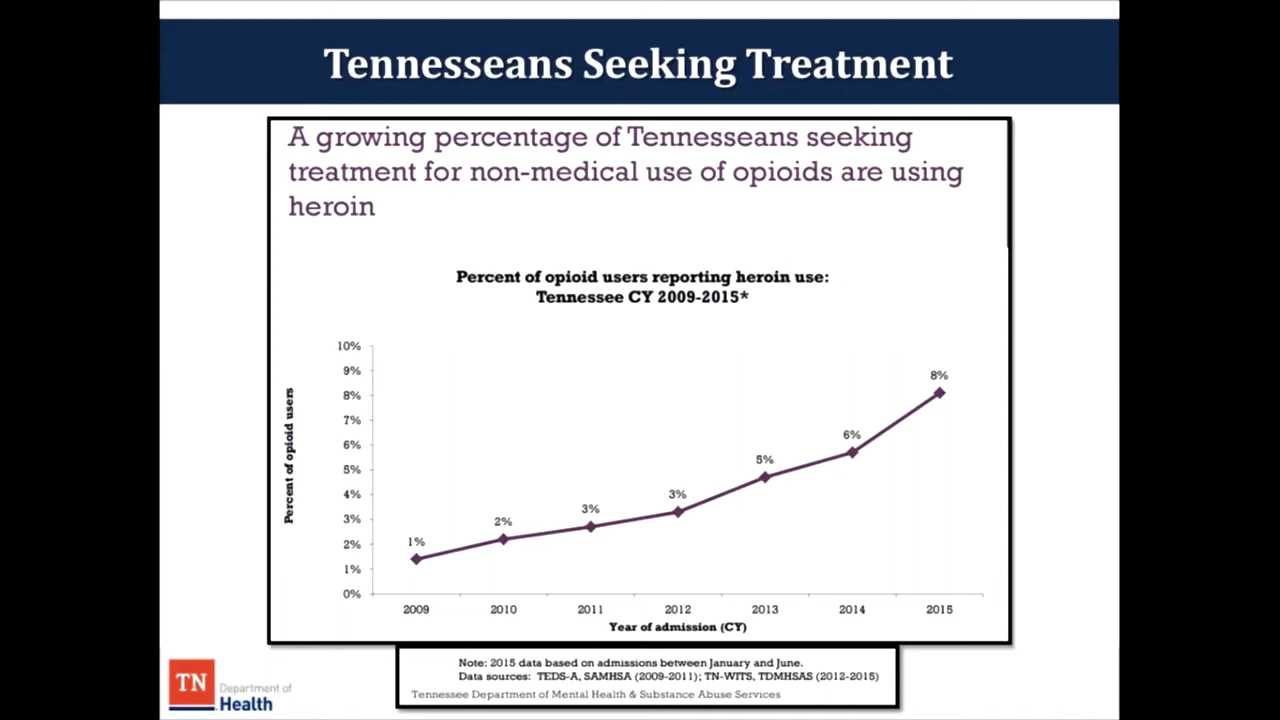 Tennesseans Seeking Treatment
A growing percentage of Tennesseans seeking
treatment for non-medical use of opioids are using
heroin
Percent of opioid users reporting heroin use:
Tennessee CY 2009-2015*
Percent of opioid users
10%
9%
8%
7%
6%
5%
4%
3%
2%
1%
0%
1%
2%
3%
3%
5%
6%
8%
2009 2010 2011 2012 2013 2014 2015
Year of admission (CY)
Note: 2015 data based on admissions between January and June.
Data sources: TEDS-A, SAMHSA (2009-2011); TN-WITS, TDMHSAS (2012-2015)
Tennessee Department of Mental Health & Substance Abuse Services
TN
Department of
Health